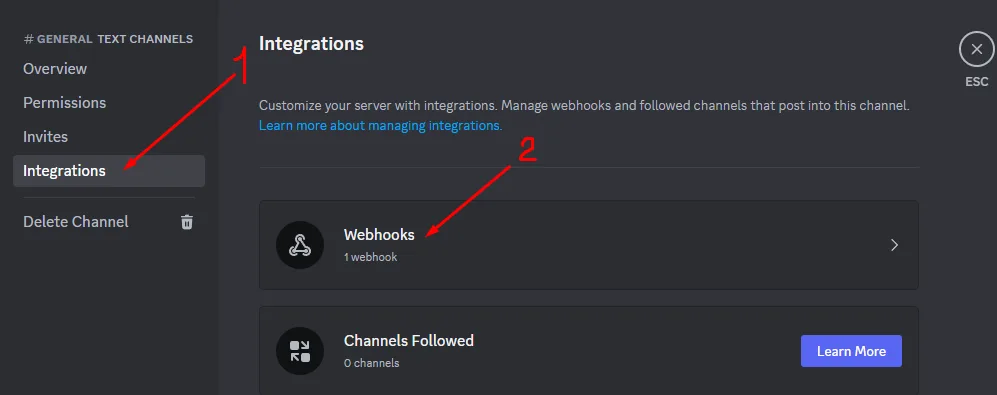 # GENERAL TEXT CHANNELS
Overview
Permissions
Invites
Integrations
Delete Channel
1
Integrations
ESC
Customize your server with integrations. Manage webhooks and followed channels that post into this channel.
Learn more about managing integrations.
2
Webhooks
1 webhook
Channels Followed
0 channels
Learn More